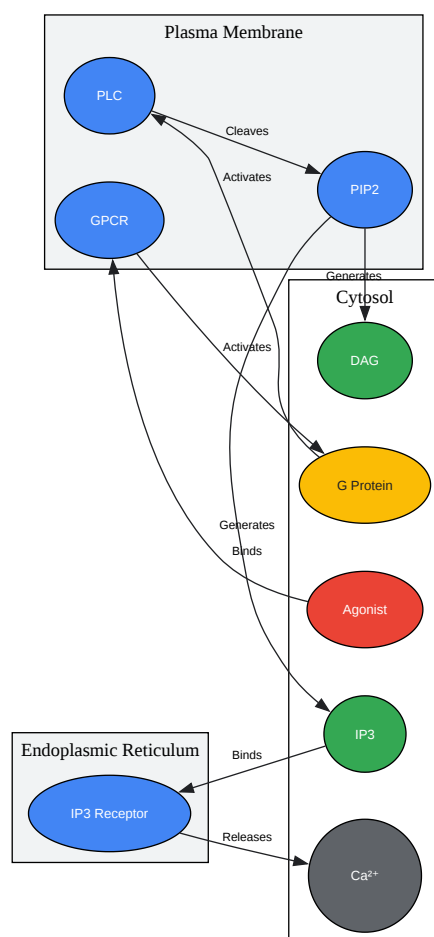 Plasma Membrane
PLC
Cleaves
Activates
PIP2
GPCR
Generates
Cytosol
Activates
DAG
G Protein
Generates
Binds
Agonist
IP3
Endoplasmic Reticulum
Binds
IP3 Receptor
Releases
Ca²⁺